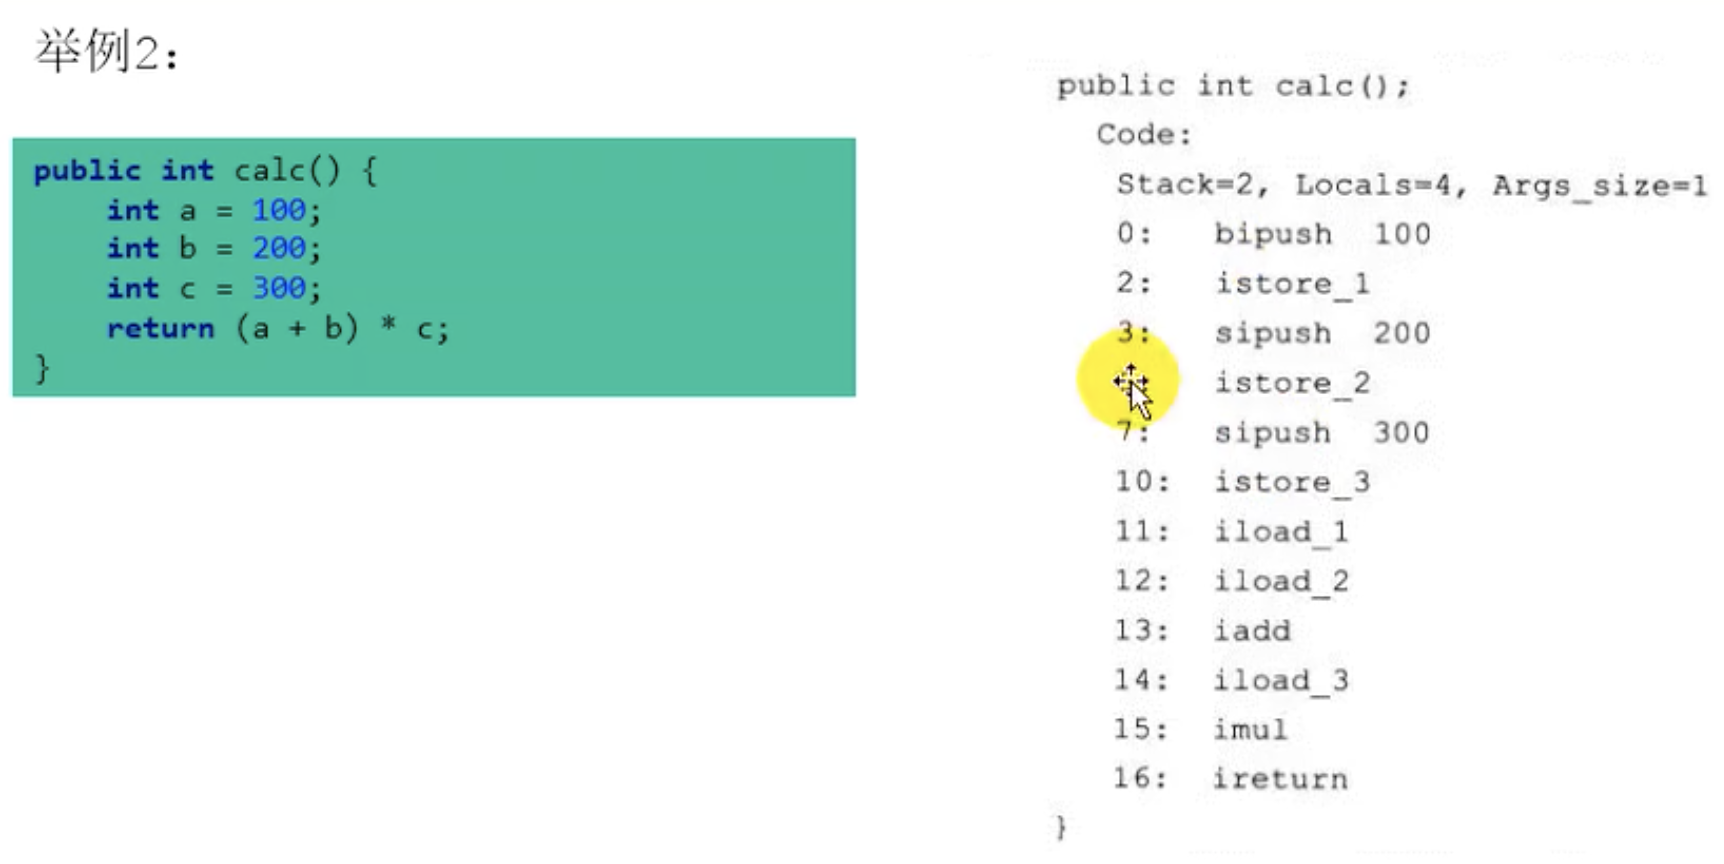 举例2：
public int calc() {
    int a = 100;
    int b = 200;
    int c = 300;
    return (a + b) * c;
}
public int calc();
Code:
Stack=2, Locals=4, Args_size=1
0: bipush 100
2: istore_1
3: sipush 200
istore_2
7: sipush 300
10: istore_3
11: iload_1
12: iload_2
13: iadd
14: iload_3
15: imul
16: ireturn
}